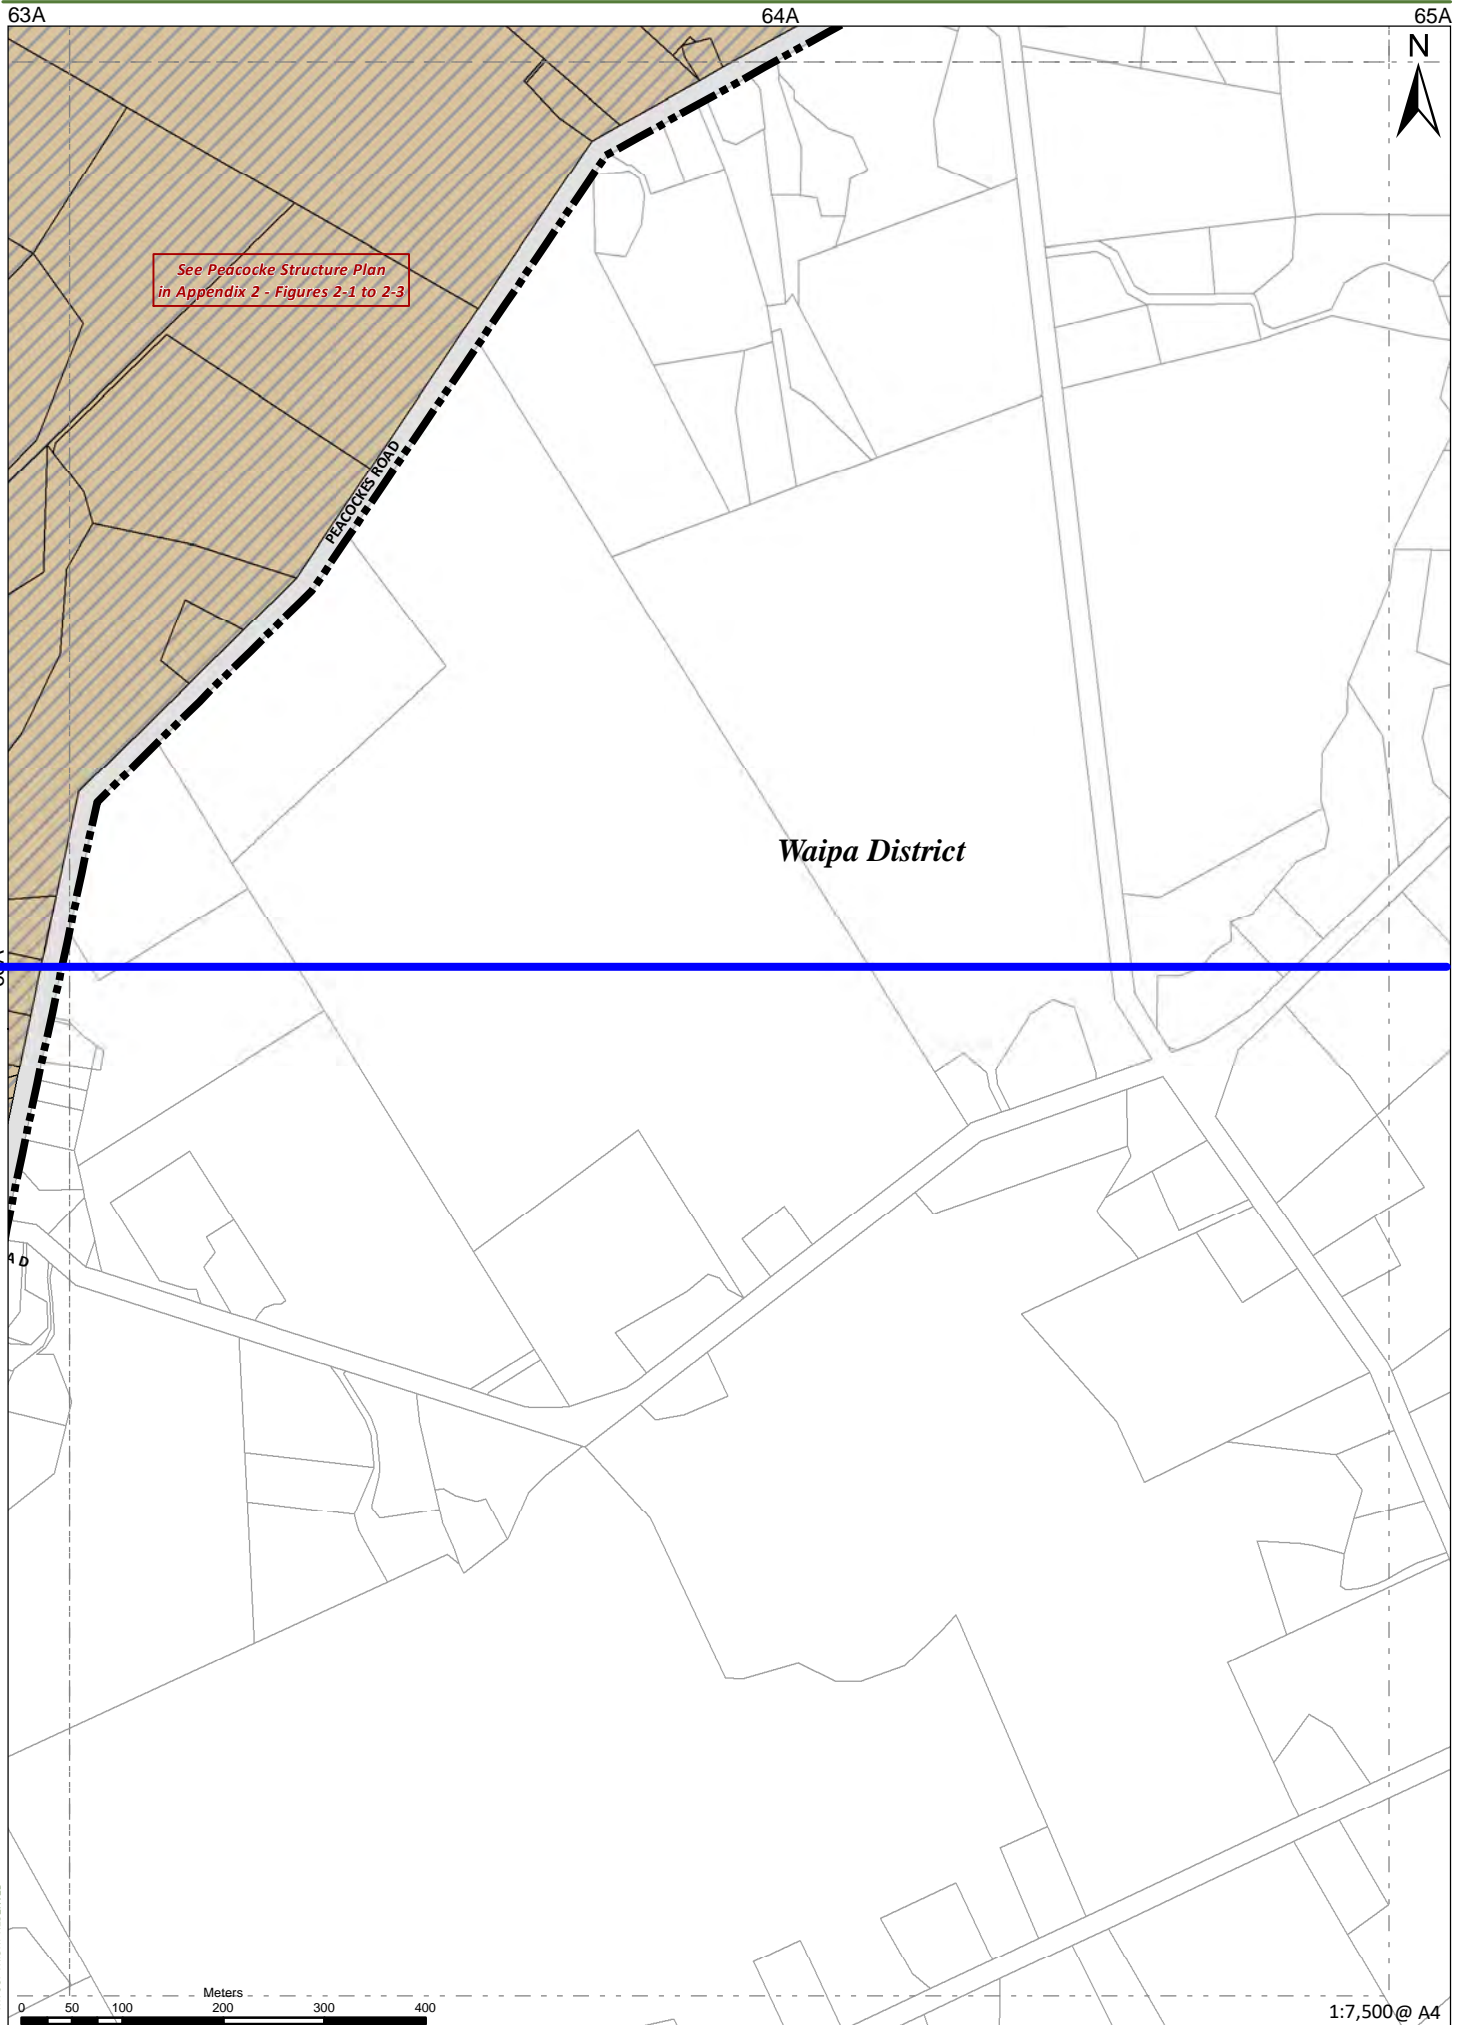 63A
64A
65A
N
See Peacocke Structure Plan
in Appendix 2 - Figures 2-1 to 2-3
PEACOCKES ROAD
Waipa District
A D
Meters
0 50 100 200 300 400
1:7,500@ A4